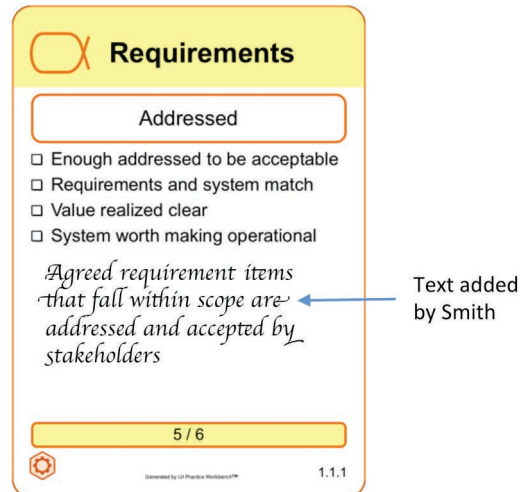 Requirements
Addressed
Enough addressed to be acceptable
Requirements and system match
Value realized clear
System worth making operational
Agreed requirement items
that fall within scope are
addressed and accepted by
stakeholders
Text added
by Smith
5 / 6
Generated by UI Practice Workbench™
1.1.1